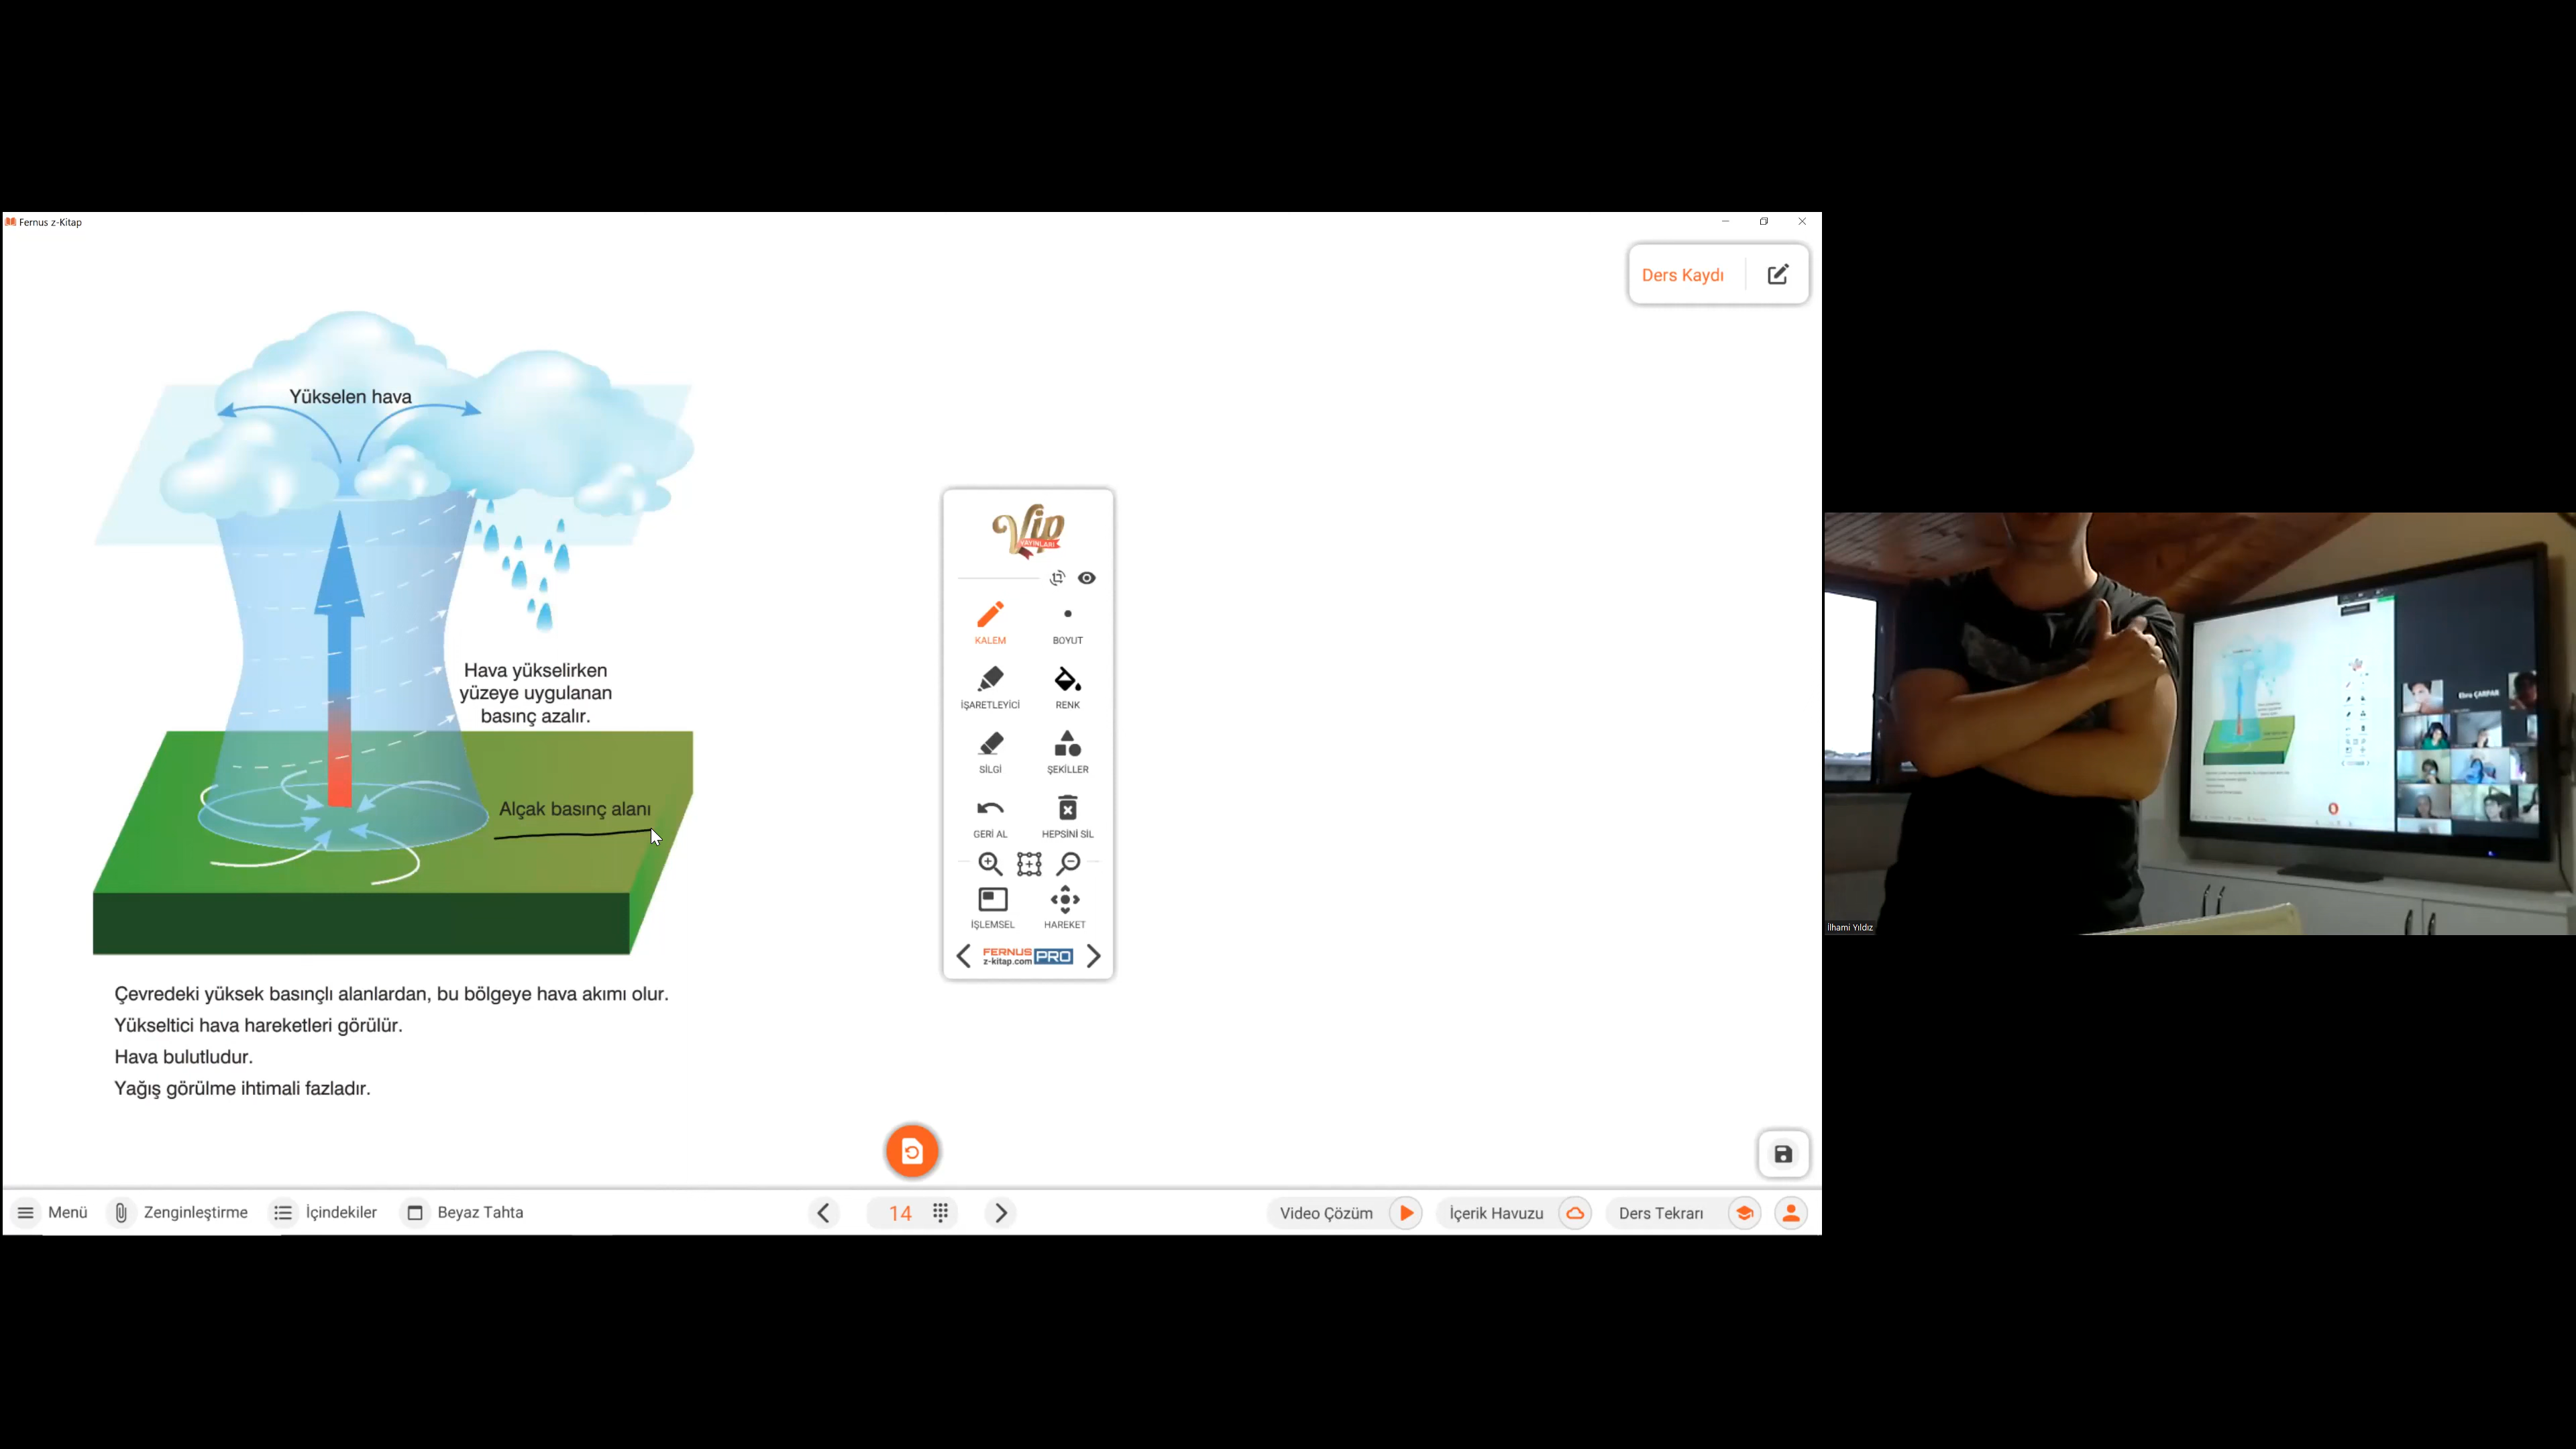 Fernus z-Kitap
Ders Kaydı
Yükselen hava
Hava yükselirken
yüzeye uygulanan
basınç azalır.
Alçak basınç alanı
Çevredeki yüksek basınçlı alanlardan, bu bölgeye hava akımı olur.
Yükseltici hava hareketleri görülür.
Hava bulutludur.
Yağış görülme ihtimali fazladır.
Vip
YAYINLARI
KALEM
BOYUT
İŞARETLEYİCİ
RENK
SİLGİ
ŞEKİLLER
GERİ AL
HEPSİNİ SİL
İŞLEMSEL
HAREKET
FERNUS
z-kitap.com
PRO
Menü
Zenginleştirme
İçindekiler
Beyaz Tahta
14
Video Çözüm
İçerik Havuzu
Ders Tekrarı
Ebru ÇARPAR
İlhami Yıldız